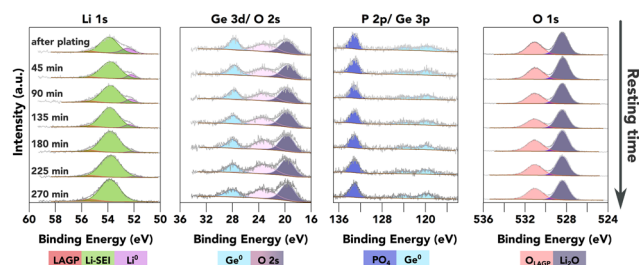 Li 1s
Ge 3d/ O 2s
P 2p/ Ge 3p
O 1s
Intensity (a.u.)
after plating
45 min
90 min
135 min
180 min
225 min
270 min
Resting time
60 58 56 54 52 50
36 32 28 24 20 16
136 128 120
536 532 528 524
Binding Energy (eV)
Binding Energy (eV)
Binding Energy (eV)
Binding Energy (eV)
LAGP Li-SEI Li⁰
Ge⁰ O 2s
PO₄ Ge⁰
O_LAGP Li₂O